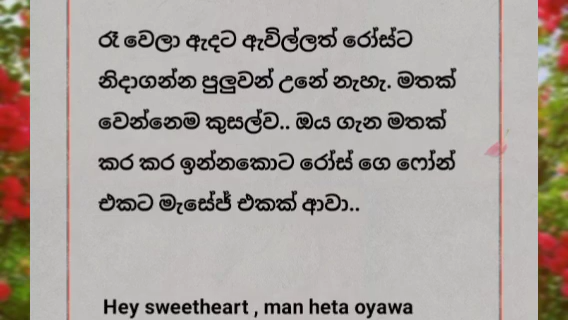 රෑ වෙලා ඇඳට ඇවිල්ලත් රෝස්ට
නිදාගන්න පුලුවන් උනේ නැහැ. මතක්
වෙන්නෙම කුසල්ව.. ඔය ගැන මතක්
කර කර ඉන්නකොට රෝස් ගෙ ෆෝන්
එකට මැසේජ් එකක් ආවා..
Hey sweetheart , man heta oyawa